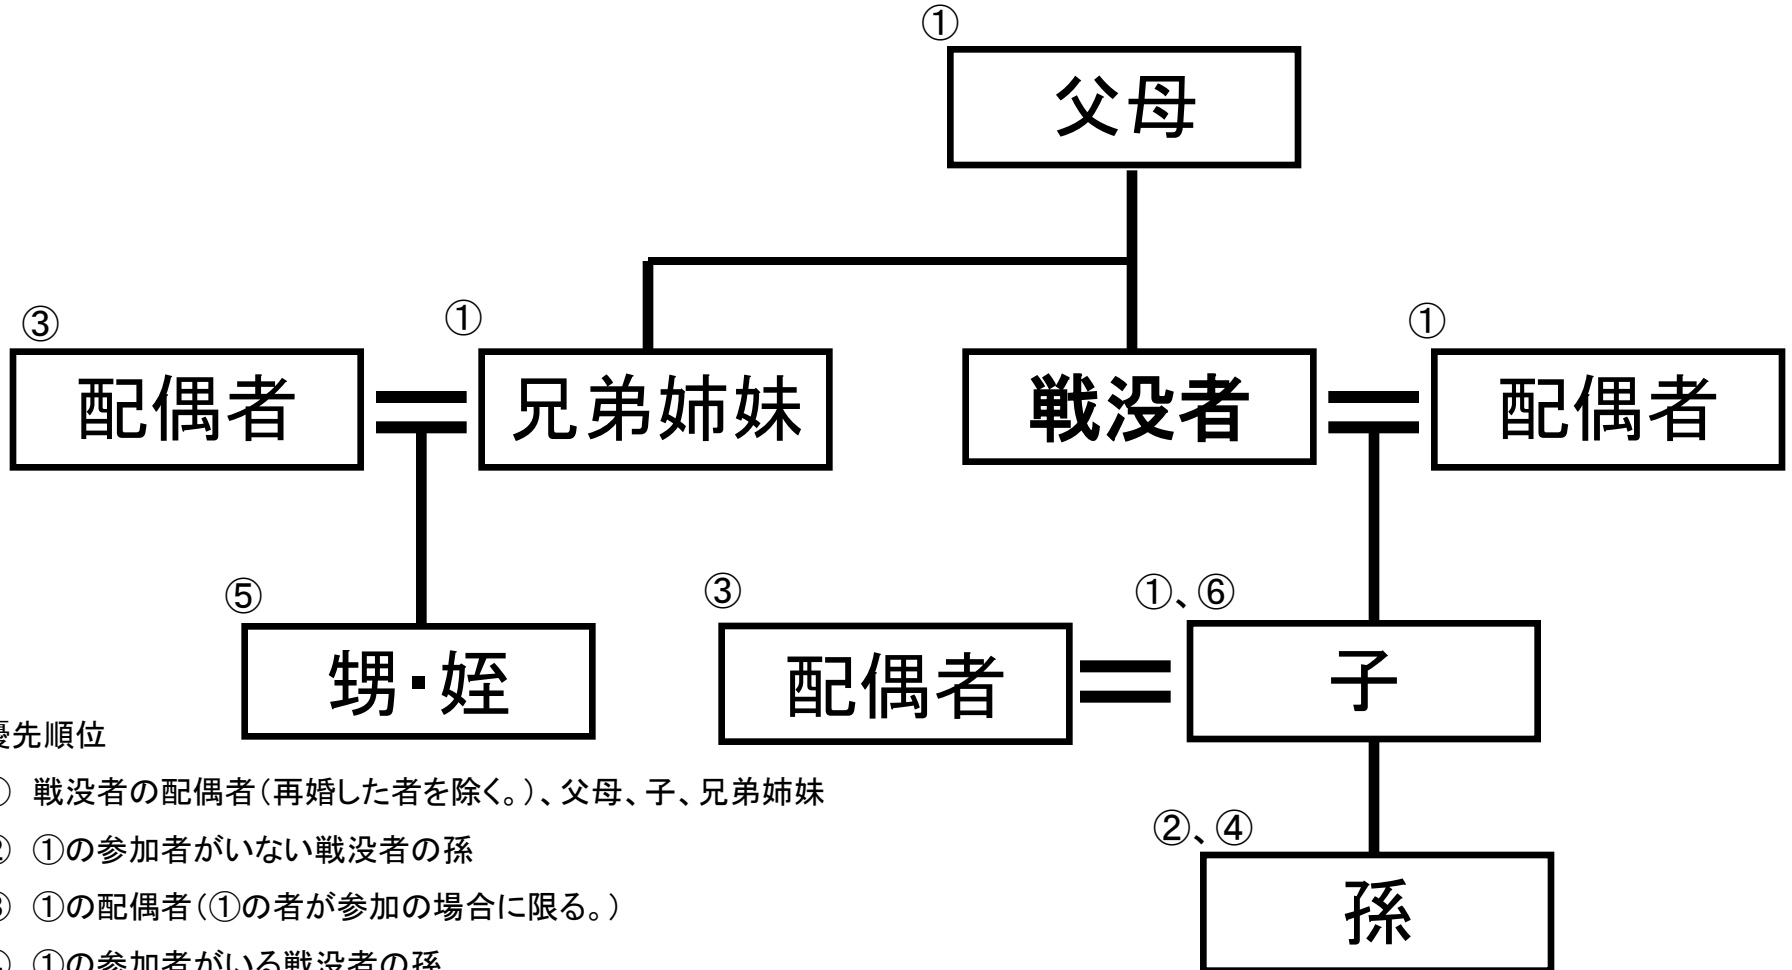 ①
父母
③
①
①
配偶者
兄弟姉妹
戦没者
配偶者
⑤
③
①、⑥
甥・姪
配偶者
子
優先順位
① 戦没者の配偶者(再婚した者を除く。)、父母、子、兄弟姉妹
②、④
② ①の参加者がいない戦没者の孫
孫
③ ①の配偶者(①の者が参加の場合に限る。)
④ ①の参加者がいる戦没者の孫